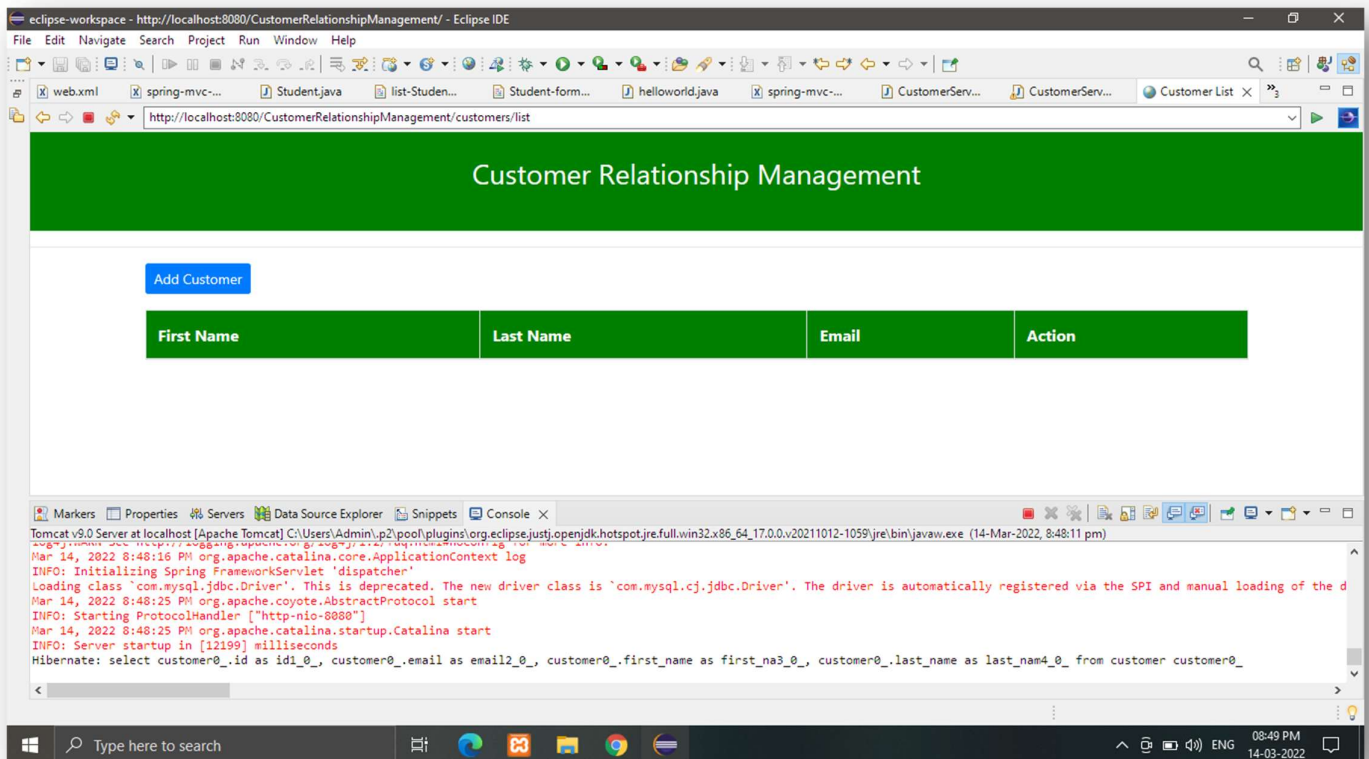 eclipse-workspace - http://localhost:8080/CustomerRelationshipManagement/ - Eclipse IDE
File Edit Navigate Search Project Run Window Help
web.xml spring-mvc-... Student.java list-Studen... Student-form... helloworld.java spring-mvc-... CustomerServ... CustomerServ... Customer List »3
http://localhost:8080/CustomerRelationshipManagement/customers/list
Customer Relationship Management
Add Customer
First Name Last Name Email Action
Markers Properties Servers Data Source Explorer Snippets Console
Tomcat v9.0 Server at localhost [Apache Tomcat] C:\Users\Admin\.p2\pool\plugins\org.eclipse.justj.openjdk.hotspot.jre.full.win32.x86_64_17.0.0.v20211012-1059\jre\bin\javaw.exe (14-Mar-2022, 8:48:11 pm)
Mar 14, 2022 8:48:16 PM org.apache.catalina.core.ApplicationContext log
INFO: Initializing Spring FrameworkServlet 'dispatcher'
Loading class `com.mysql.jdbc.Driver'. This is deprecated. The new driver class is `com.mysql.cj.jdbc.Driver'. The driver is automatically registered via the SPI and manual loading of the d
Mar 14, 2022 8:48:25 PM org.apache.coyote.AbstractProtocol start
INFO: Starting ProtocolHandler ["http-nio-8080"]
Mar 14, 2022 8:48:25 PM org.apache.catalina.startup.Catalina start
INFO: Server startup in [12199] milliseconds
Hibernate: select customer0_.id as id1_0_, customer0_.email as email2_0_, customer0_.first_name as first_na3_0_, customer0_.last_name as last_nam4_0_ from customer customer0_
Type here to search
ENG
08:49 PM
14-03-2022